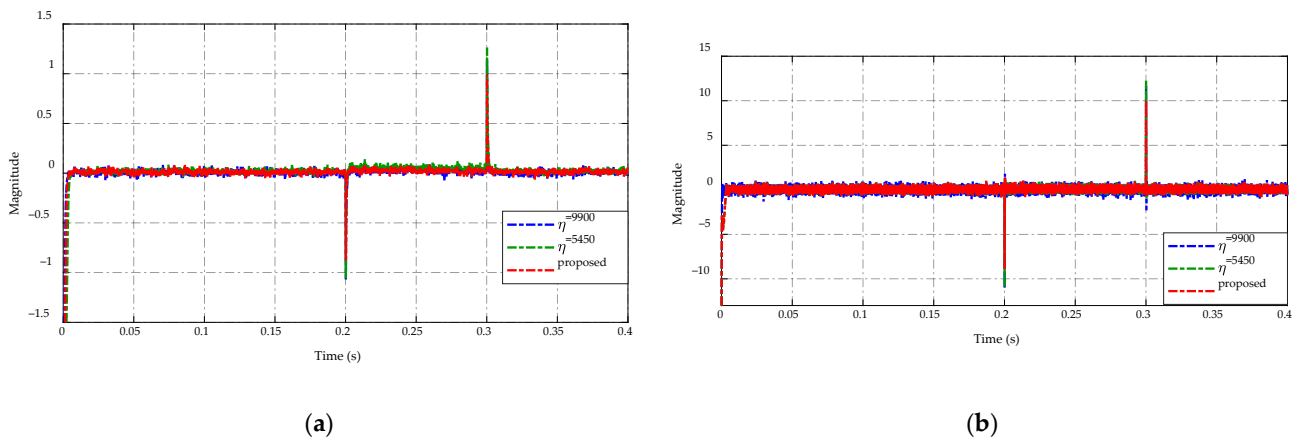 1.5
1
0.5
0
−0.5
−1
−1.5
Magnitude
0 0.05 0.1 0.15 0.2 0.25 0.3 0.35 0.4
Time (s)
η=9900
η=5450
proposed
(a)
15
10
5
0
−5
−10
Magnitude
0 0.05 0.1 0.15 0.2 0.25 0.3 0.35 0.4
Time (s)
η=9900
η=5450
proposed
(b)